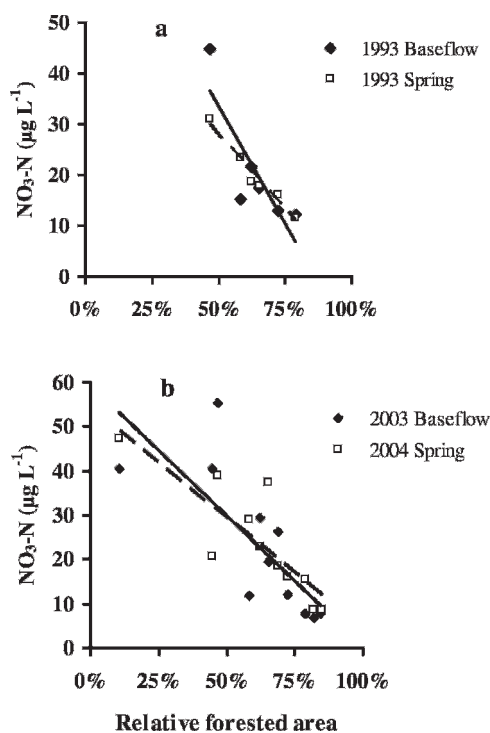 a
1993 Baseflow
1993 Spring
NO₃-N (µg L⁻¹)
50
40
30
20
10
0
0% 25% 50% 75% 100%
b
2003 Baseflow
2004 Spring
NO₃-N (µg L⁻¹)
60
50
40
30
20
10
0
0% 25% 50% 75% 100%
Relative forested area